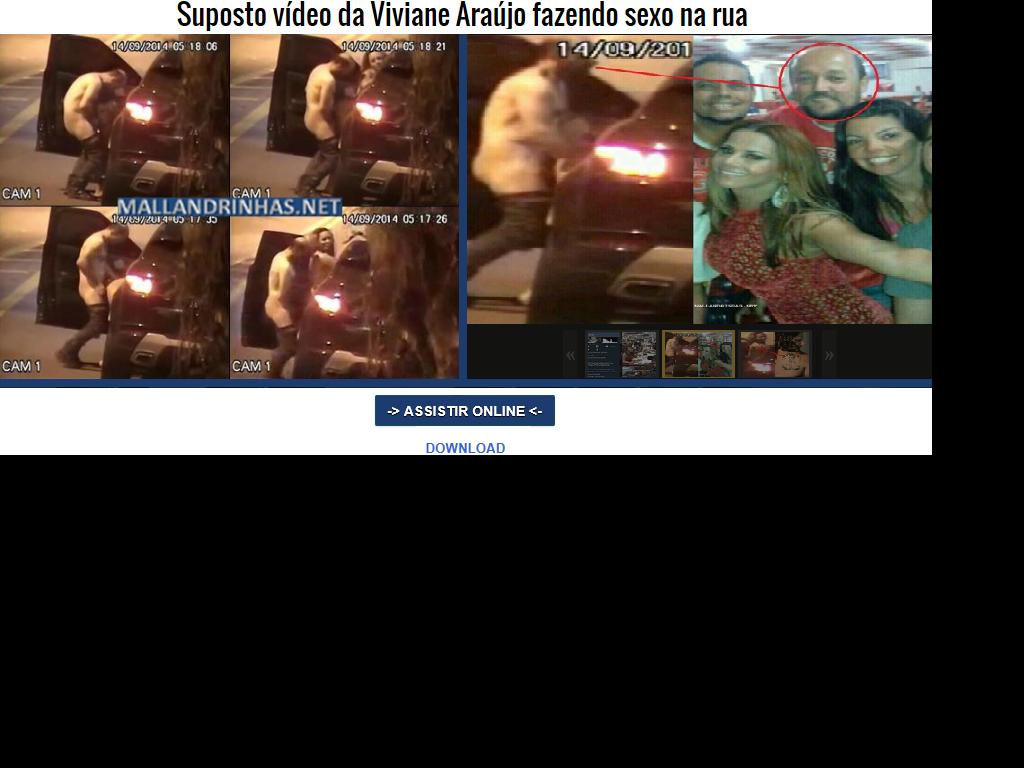 Suposto vídeo da Viviane Araújo fazendo sexo na rua
14/09/2014 05 18 06
14/09/2014 05 18 21
14/09/201
CAM 1
CAM 1
MALLANDRINHAS.NET
14/09/2014 05 17 35
14/09/2014 05 17 26
CAM 1
CAM 1
«
»
-> ASSISTIR ONLINE <-
DOWNLOAD